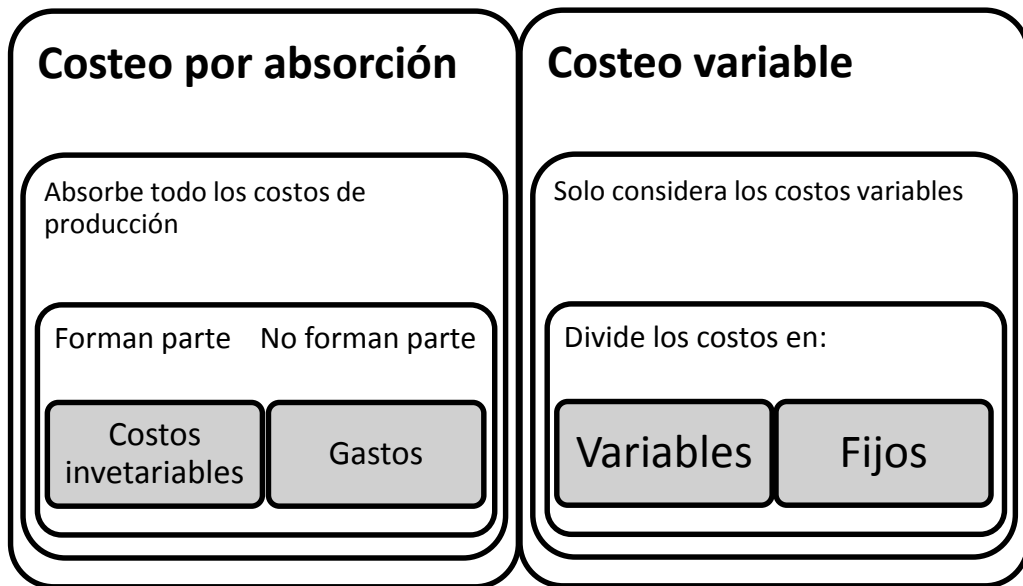 Costeo por absorción
Absorbe todo los costos de
producción
Forman parte No forman parte
Costos
invetariables
Gastos
Costeo variable
Solo considera los costos variables
Divide los costos en:
Variables
Fijos